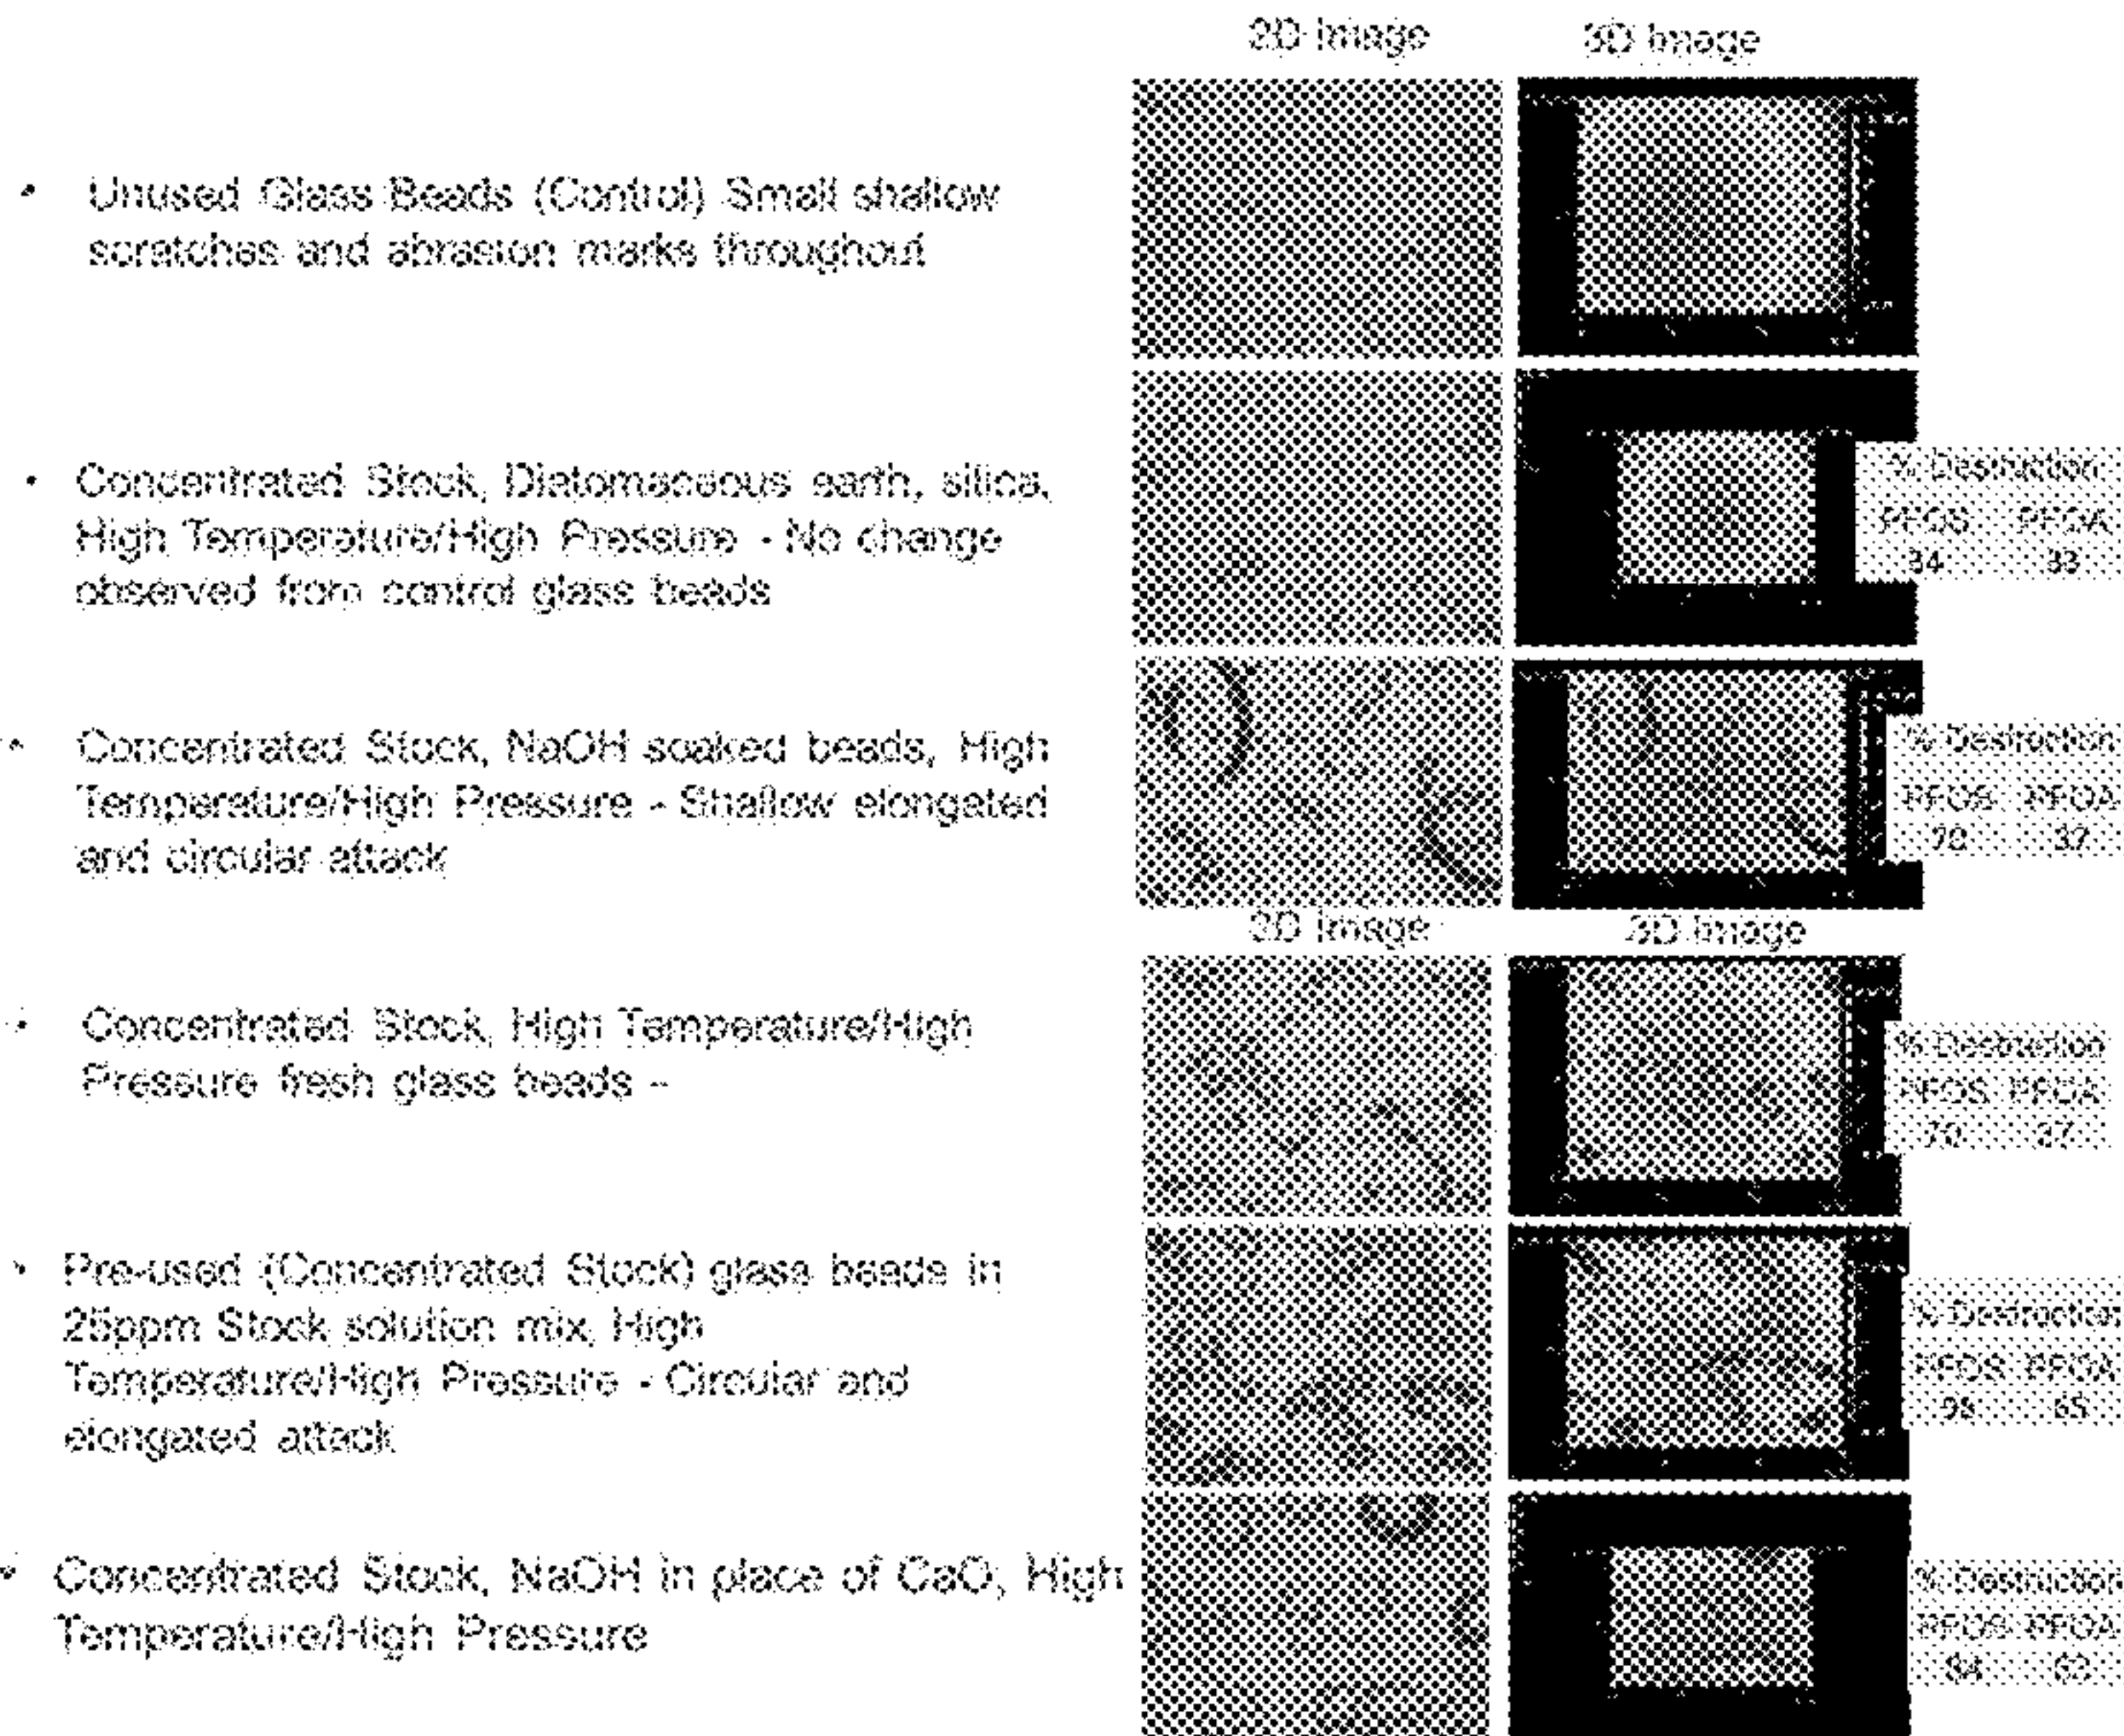 2D Image 3D Image
• Unused Glass Beads (Control) Small shallow
scratches and abrasion marks throughout
• Concentrated Stock, Diatomaceous earth, silica,
High Temperature/High Pressure - No change
observed from control glass beads
% Destruction
PFOS PFOA
• Concentrated Stock, NaOH soaked beads, High
Temperature/High Pressure - Shallow elongated
and circular attack
% Destruction
PFOS PFOA
70 37
2D Image 3D Image
• Concentrated Stock, High Temperature/High
Pressure fresh glass beads -
% Destruction
PFOS PFOA
70
• Pre-used (Concentrated Stock) glass beads in
25ppm Stock solution mix, High
Temperature/High Pressure - Circular and
elongated attack
% Destruction
PFOS PFOA
98 65
• Concentrated Stock, NaOH in place of CaO, High
Temperature/High Pressure
% Destruction
PFOS PFOA